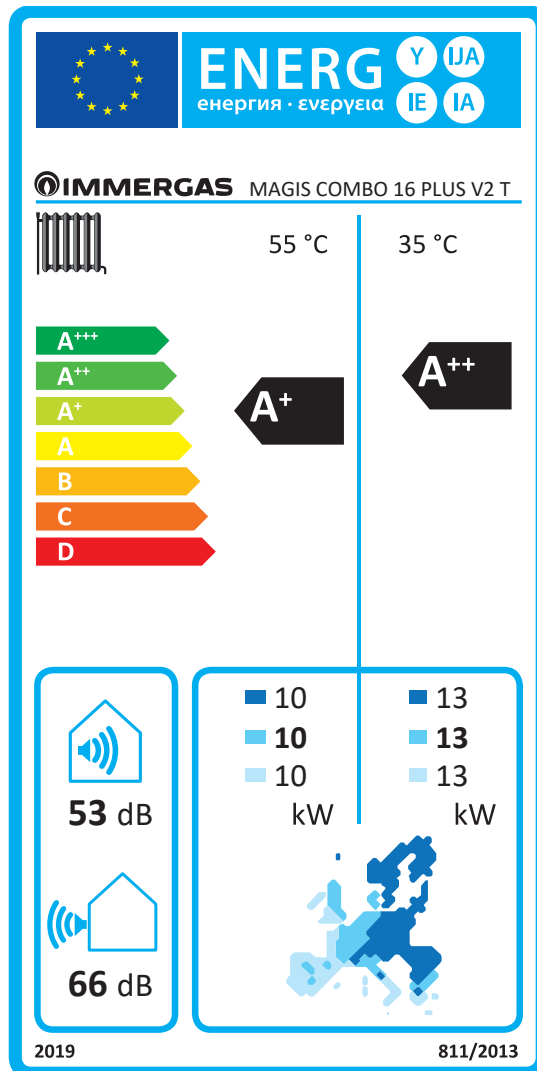 ENERG
енергия · ενεργεια
Y IJA
IE IA
IMMERGAS MAGIS COMBO 16 PLUS V2 T
55 °C 35 °C
A+++
A++
A+
A
B
C
D
A+
A++
53 dB
66 dB
10 13
10 13
10 13
kW kW
2019 811/2013